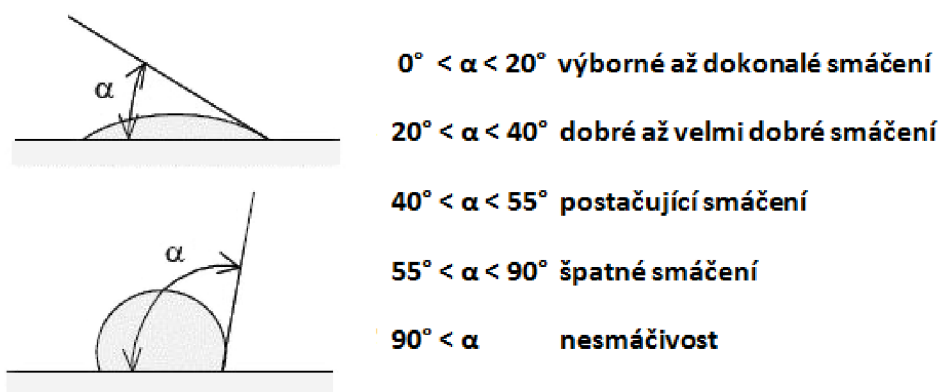 α
0° < α < 20° výborné až dokonalé smáčení
20° < α < 40° dobré až velmi dobré smáčení
40° < α < 55° postačující smáčení
α
55° < α < 90° špatné smáčení
90° < α nesmáčivost